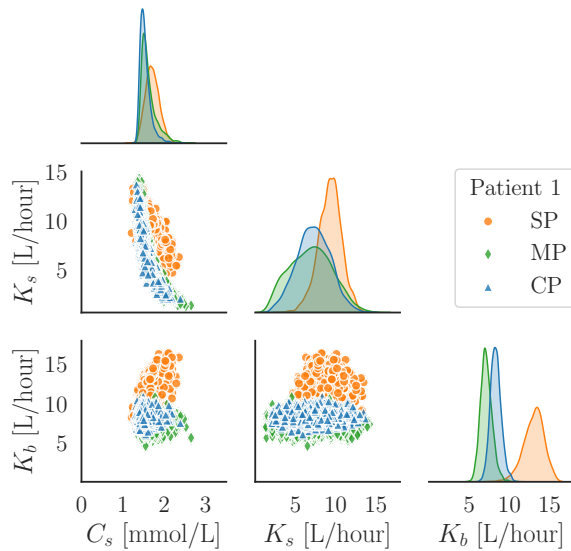 15
10
5
K_s [L/hour]
Patient 1
SP
MP
CP
15
10
5
K_b [L/hour]
0 1 2 3
5 10 15
5 10 15
C_s [mmol/L]
K_s [L/hour]
K_b [L/hour]